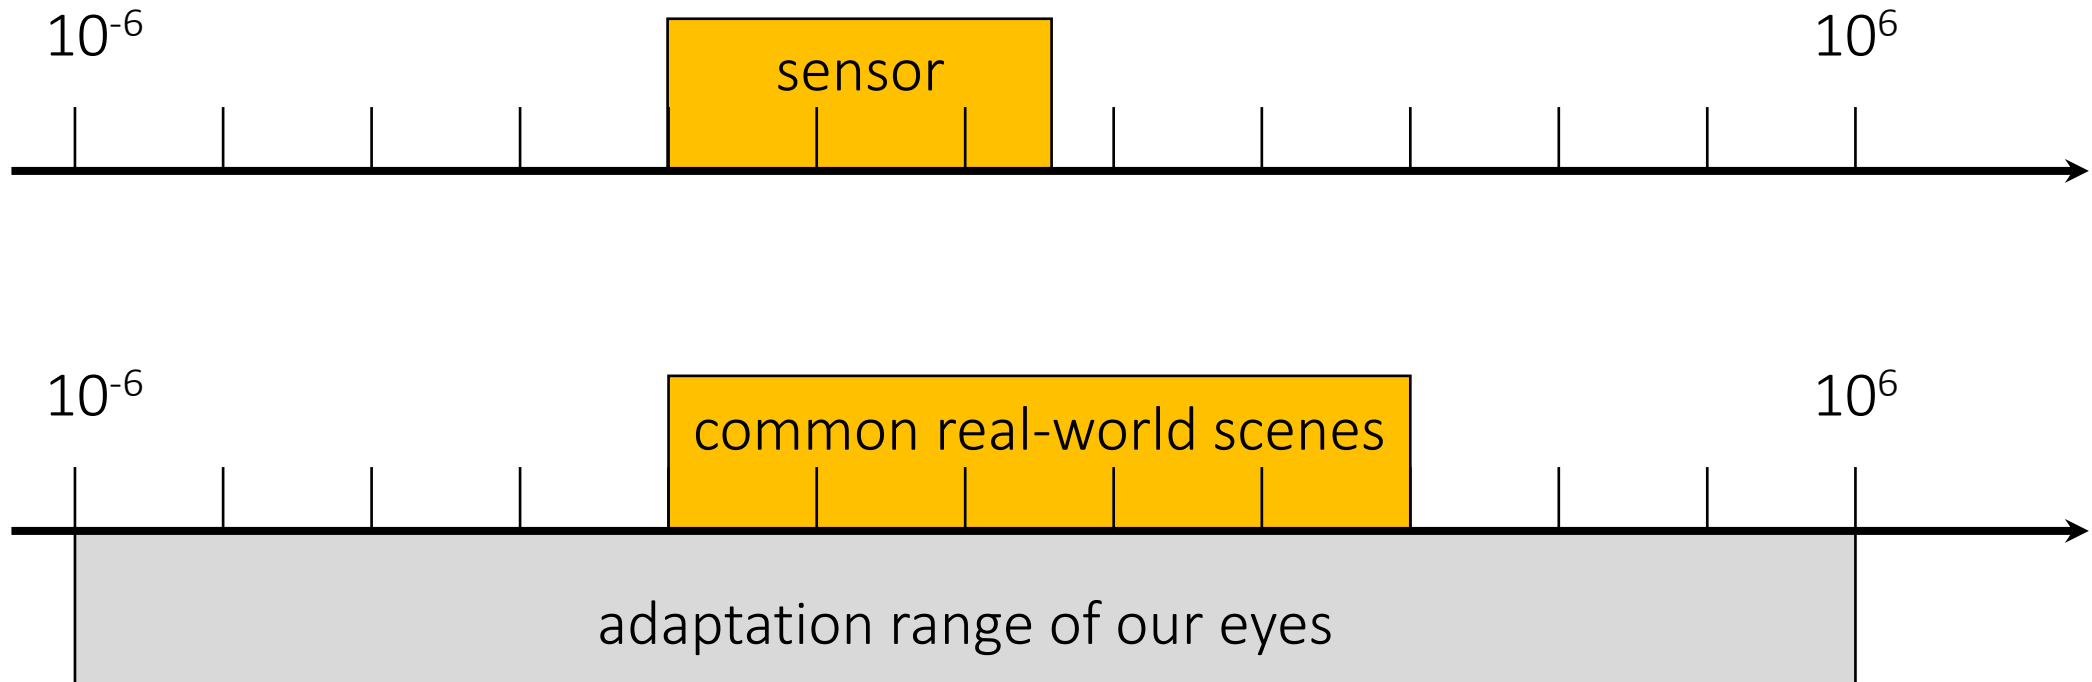 10⁻⁶
10⁶
sensor
10⁻⁶
10⁶
common real-world scenes
adaptation range of our eyes